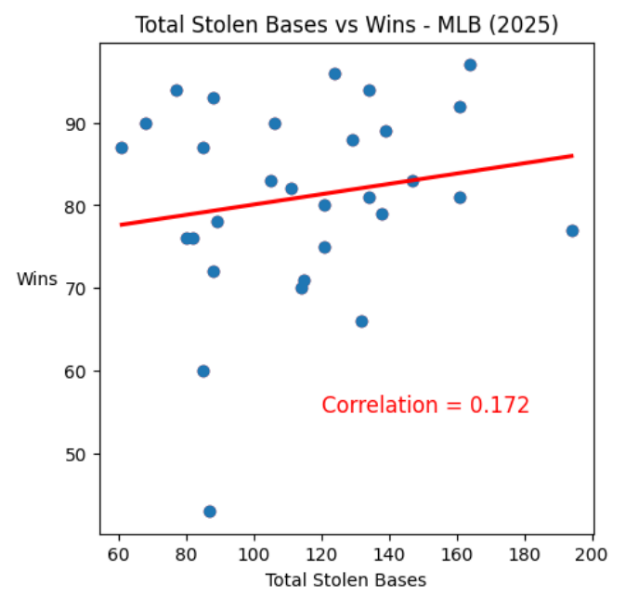 Total Stolen Bases vs Wins - MLB (2025)
90
80
Wins
70
60
50
Correlation = 0.172
60 80 100 120 140 160 180 200
Total Stolen Bases